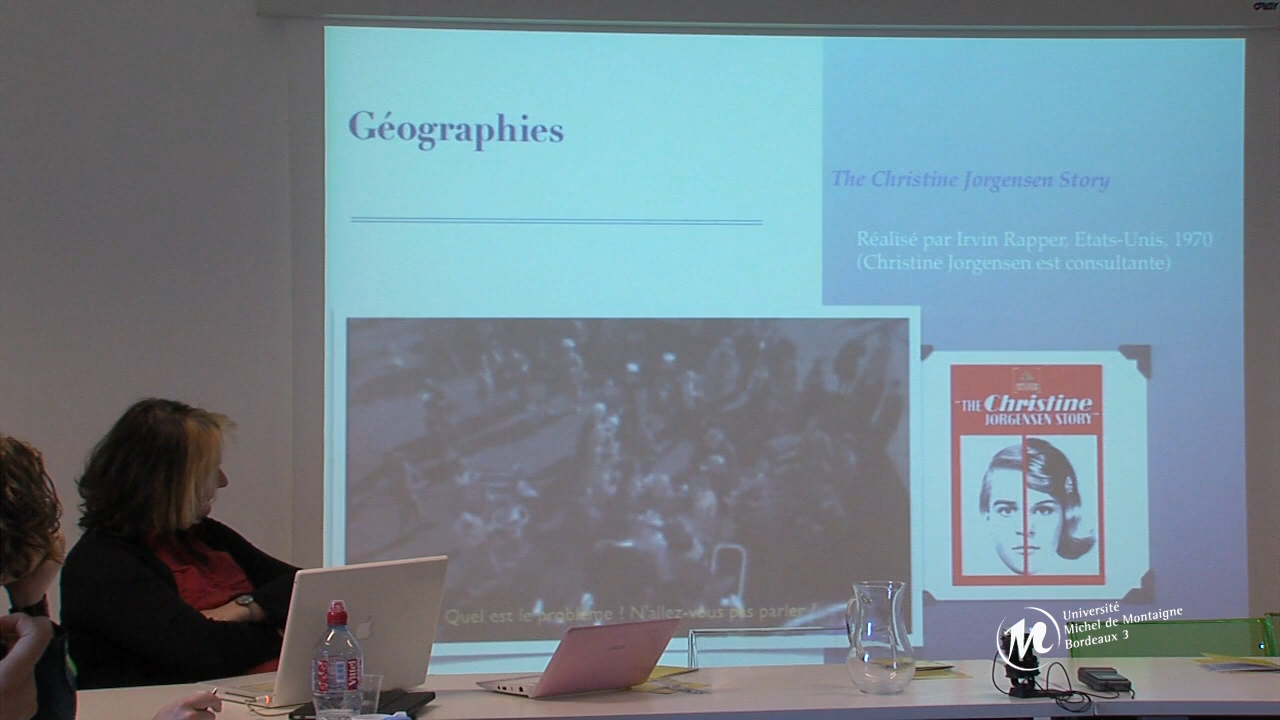 Géographies
The Christine Jorgensen Story
Réalisé par Irvin Rapper, Etats-Unis, 1970
(Christine Jorgensen est consultante)
"THE Christine
JORGENSEN STORY"
Quel est le problème ? N'allez-vous pas parler !
Vittel
Université
Michel de Montaigne
Bordeaux 3